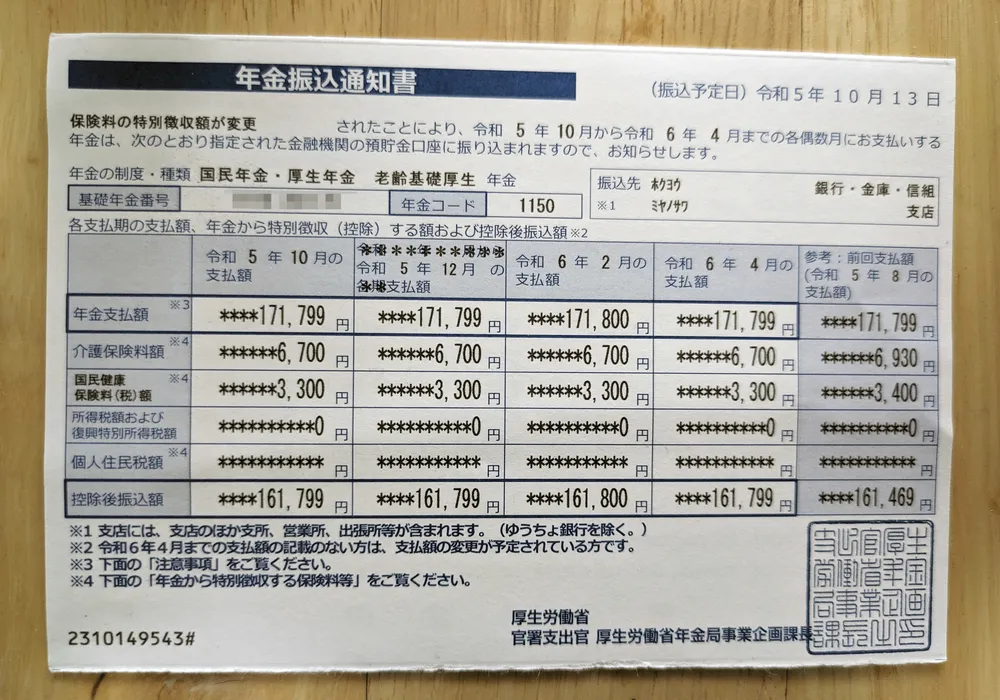 年金振込通知書
(振込予定日) 令和5年10月13日
保険料の特別徴収額が変更 されたことにより、令和 5 年 10月から令和 6 年 4 月までの各偶数月にお支払いする
年金は、次のとおり指定された金融機関の預貯金口座に振り込まれますので、お知らせします。
年金の制度・種類 国民年金・厚生年金 老齢基礎厚生 年金
基礎年金番号 年金コード 1150
振込先 ホクヨウ 銀行・金庫・信組
※1 ミヤノサワ 支店
各支払期の支払額、年金から特別徴収(控除)する額および控除後振込額※2
令和 5 年 10月の支払額
令和 5 年 12月 の
支払額
令和 6 年 2月の支払額
令和 6 年 4月の支払額
参考:前回支払額
(令和 5年 8月の
支払額)
年金支払額 ※3 ****171,799円 ****171,799円 ****171,800円 ****171,799円 ****171,799円
介護保険料額 ※4 ******6,700円 ******6,700円 ******6,700円 ******6,700円 ******6,930円
国民健康
保険料(税)額 ※4 ******3,300円 ******3,300円 ******3,300円 ******3,300円 ******3,400円
所得税額および
復興特別所得税額 **********0円 **********0円 **********0円 **********0円 **********0円
個人住民税額 ※4 ***********円 ***********円 ***********円 ***********円 ***********円
控除後振込額 ****161,799円 ****161,799円 ****161,800円 ****161,799円 ****161,469円
※1 支店には、支店のほか支所、営業所、出張所等が含まれます。(ゆうちょ銀行を除く。)
※2 令和6年4月までの支払額の記載のない方は、支払額の変更が予定されている方です。
※3 下面の「注意事項」をご覧ください。
※4 下面の「年金から特別徴収する保険料等」をご覧ください。
厚生労働省
官署支出官 厚生労働省年金局事業企画課長
2310149543#